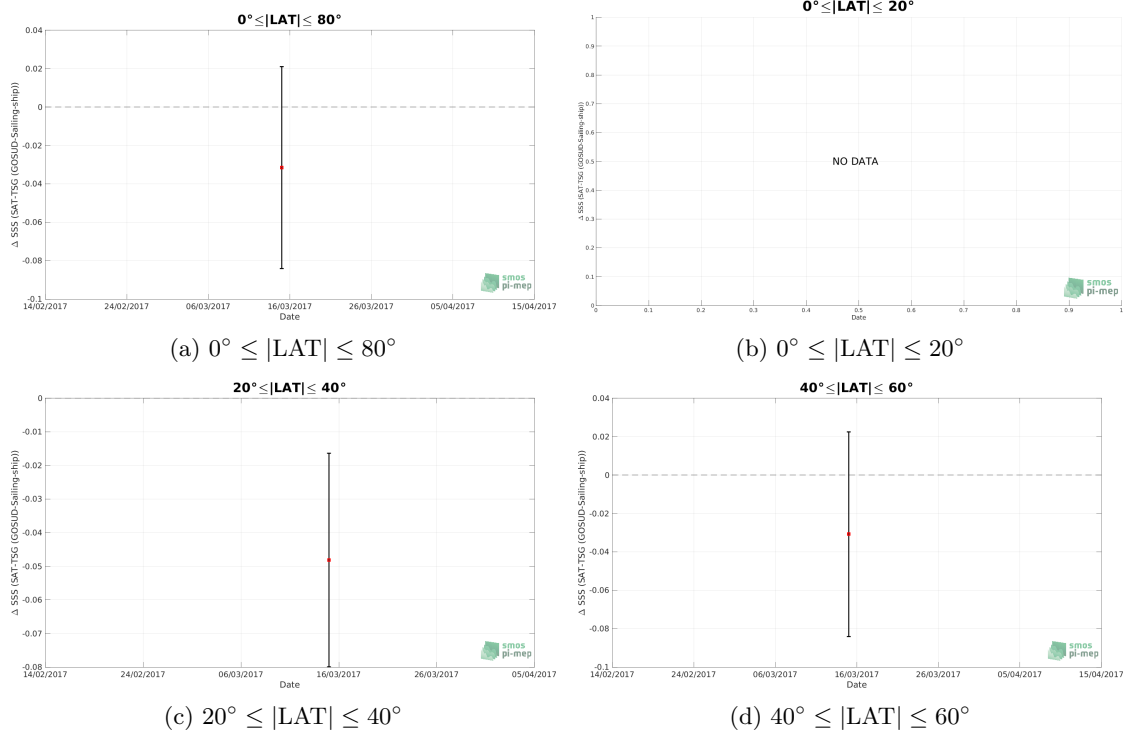 0°≤|LAT|≤ 80°
0.04
0.02
0
-0.02
-0.04
-0.06
-0.08
-0.1
Δ SSS (SAT-TSG (GOSUD-Sailing-ship))
14/02/2017 24/02/2017 06/03/2017 16/03/2017 26/03/2017 05/04/2017 15/04/2017
Date
smos
pi-mep
(a) 0° ≤ |LAT| ≤ 80°
0°≤|LAT|≤ 20°
1
0.9
0.8
0.7
0.6
0.5
0.4
0.3
0.2
0.1
0
Δ SSS (SAT-TSG (GOSUD-Sailing-ship))
NO DATA
0 0.1 0.2 0.3 0.4 0.5 0.6 0.7 0.8 0.9 1
Date
smos
pi-mep
(b) 0° ≤ |LAT| ≤ 20°
20°≤|LAT|≤ 40°
0
-0.01
-0.02
-0.03
-0.04
-0.05
-0.06
-0.07
-0.08
Δ SSS (SAT-TSG (GOSUD-Sailing-ship))
14/02/2017 24/02/2017 06/03/2017 16/03/2017 26/03/2017 05/04/2017
Date
smos
pi-mep
(c) 20° ≤ |LAT| ≤ 40°
40°≤|LAT|≤ 60°
0.04
0.02
0
-0.02
-0.04
-0.06
-0.08
-0.1
Δ SSS (SAT-TSG (GOSUD-Sailing-ship))
14/02/2017 24/02/2017 06/03/2017 16/03/2017 26/03/2017 05/04/2017 15/04/2017
Date
smos
pi-mep
(d) 40° ≤ |LAT| ≤ 60°